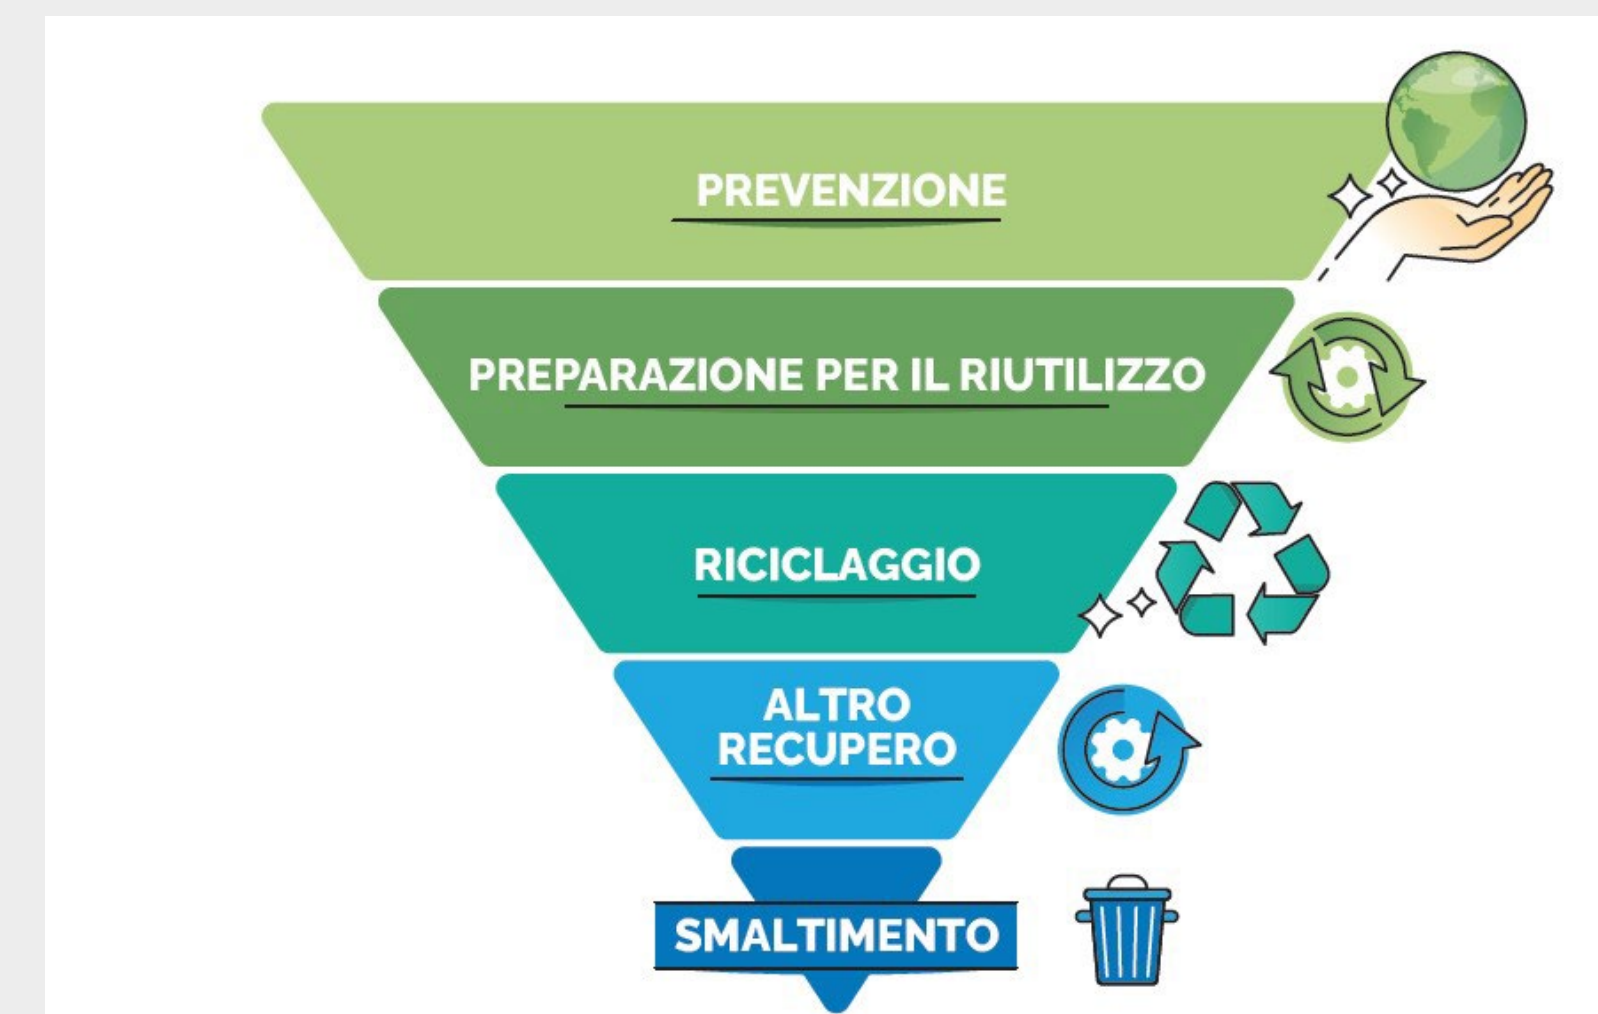 PREVENZIONE
PREPARAZIONE PER IL RIUTILIZZO
RICICLAGGIO
ALTRO
RECUPERO
SMALTIMENTO